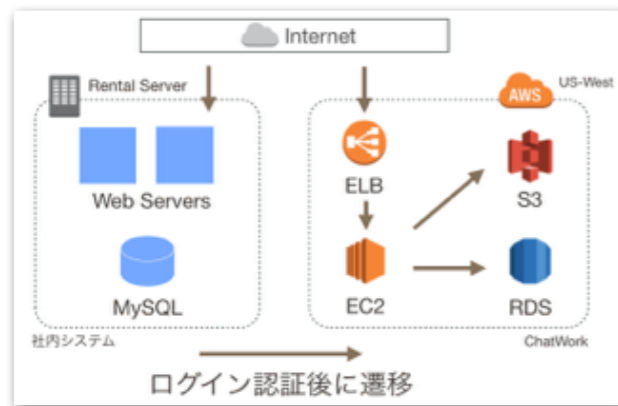 Internet
Rental Server
AWS
US-West
Web Servers
MySQL
社内システム
ELB
S3
EC2
RDS
ChatWork
ログイン認証後に遷移